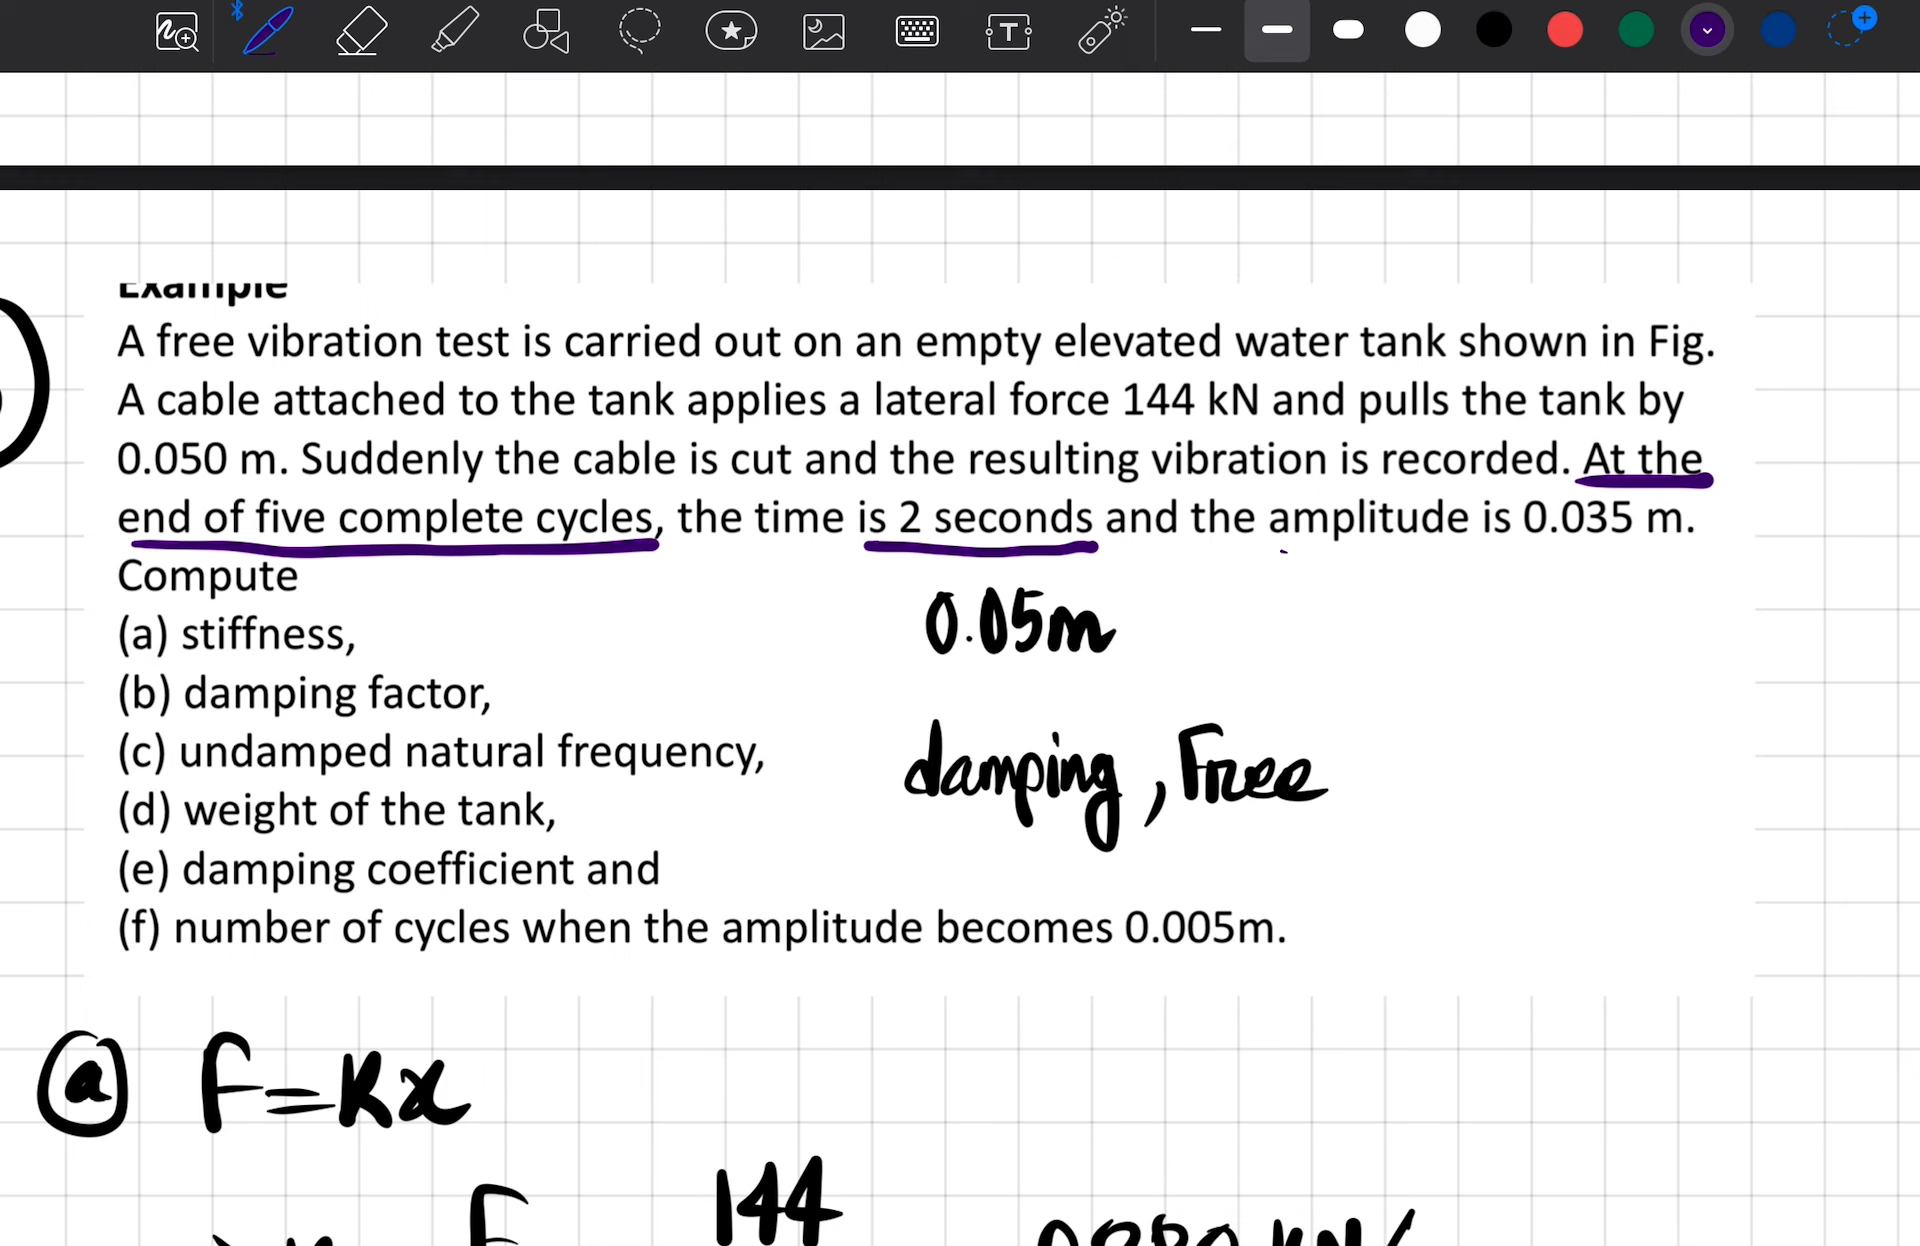 Example
A free vibration test is carried out on an empty elevated water tank shown in Fig.
A cable attached to the tank applies a lateral force 144 kN and pulls the tank by
0.050 m. Suddenly the cable is cut and the resulting vibration is recorded. At the
end of five complete cycles, the time is 2 seconds and the amplitude is 0.035 m.
Compute
(a) stiffness,
(b) damping factor,
(c) undamped natural frequency,
(d) weight of the tank,
(e) damping coefficient and
(f) number of cycles when the amplitude becomes 0.005m.
0.05m
damping, Free
(a) F=Kx
F 144